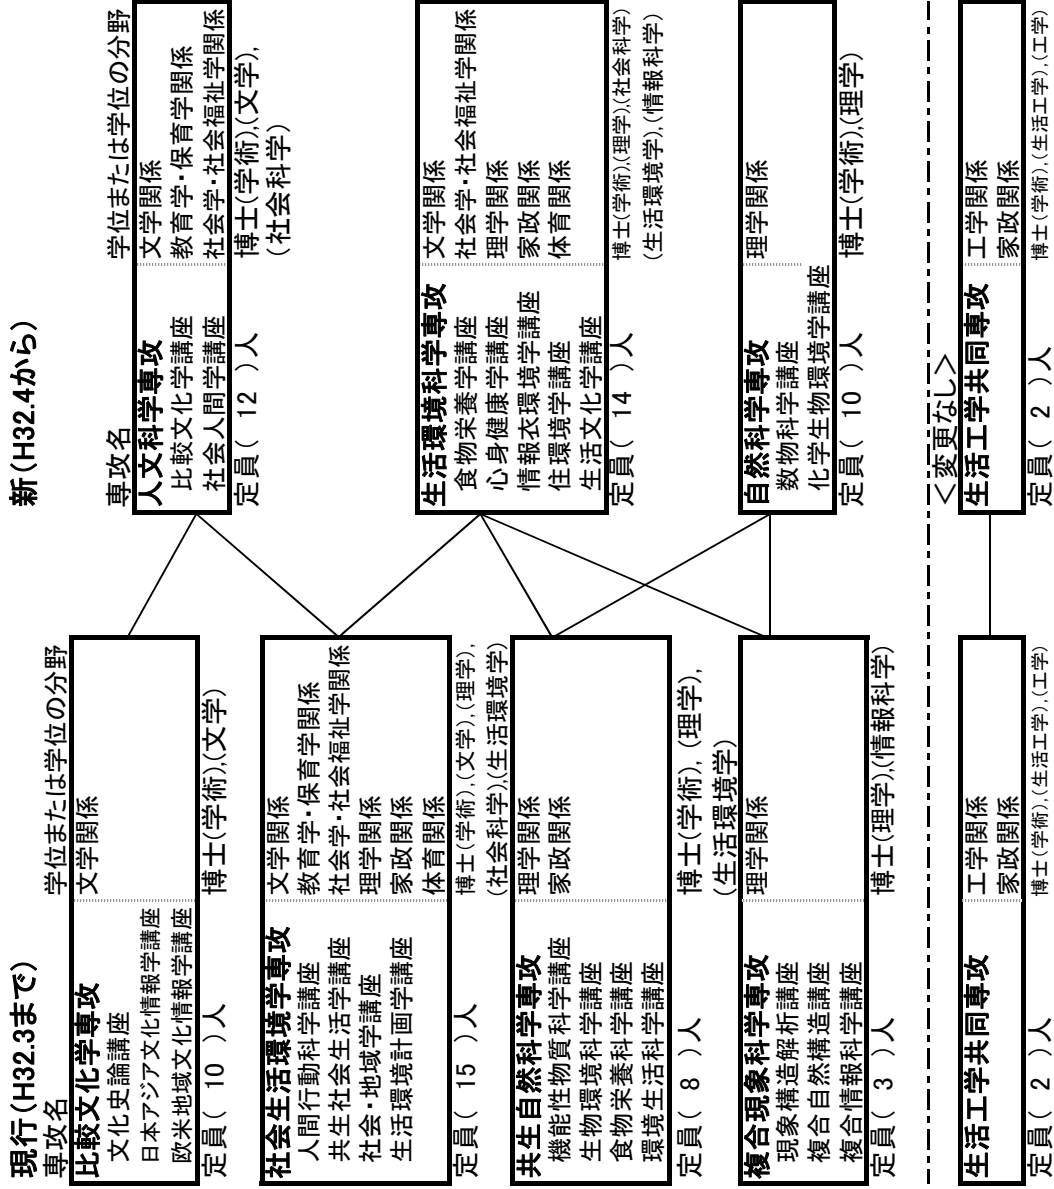 現行(H32.3まで)
専攻名
学位または学位の分野
比較文化学専攻
文学関係
文化史論講座
日本アジア文化情報学講座
欧米地域文化情報学講座
定員( 10 )人
博士(学術),(文学)
社会生活環境学専攻
文学関係
人間行動科学講座
教育学・保育学関係
共生社会生活学講座
社会学・社会福祉学関係
社会・地域学講座
理学関係
生活環境計画学講座
家政関係
体育関係
定員( 15 )人
博士(学術),(文学),(理学),
(社会科学),(生活環境学)
共生自然科学専攻
理学関係
機能性物質科学講座
家政関係
生物環境科学講座
食物栄養科学講座
環境生活科学講座
定員( 8 )人
博士(学術), (理学),
(生活環境学)
複合現象科学専攻
理学関係
現象構造解析講座
複合自然構造講座
複合情報科学講座
定員( 3 )人
博士(理学),(情報科学)
生活工学共同専攻
工学関係
家政関係
定員( 2 )人
博士(学術),(生活工学),(工学)
新(H32.4から)
専攻名
学位または学位の分野
人文科学専攻
文学関係
比較文化学講座
教育学・保育学関係
社会人間学講座
社会学・社会福祉学関係
定員( 12 )人
博士(学術),(文学),
(社会科学)
生活環境科学専攻
文学関係
食物栄養学講座
社会学・社会福祉学関係
心身健康学講座
理学関係
情報衣環境学講座
家政関係
住環境学講座
体育関係
生活文化学講座
定員( 14 )人
博士(学術),(理学),(社会科学)
(生活環境学),(情報科学)
自然科学専攻
理学関係
数物科学講座
化学生物環境学講座
定員( 10 )人
博士(学術),(理学)
<変更なし>
生活工学共同専攻
工学関係
家政関係
定員( 2 )人
博士(学術),(生活工学),(工学)